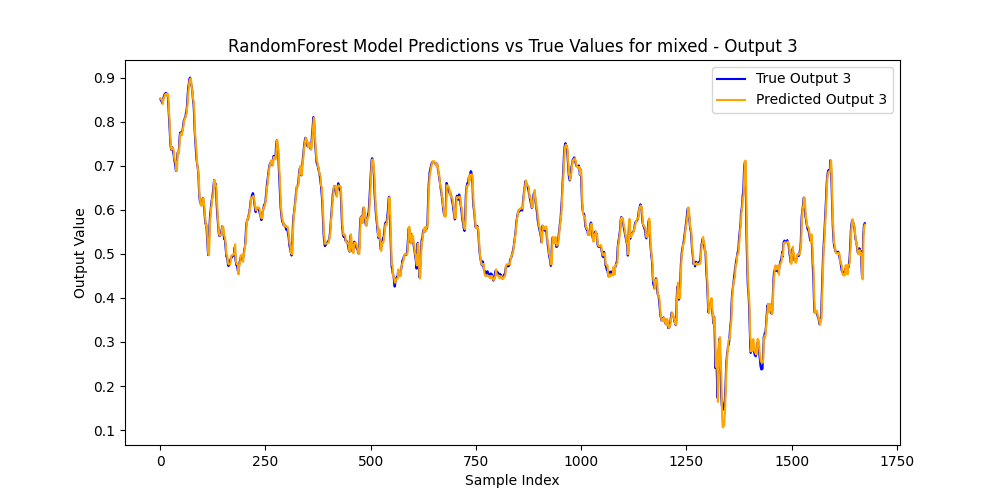 RandomForest Model Predictions vs True Values for mixed - Output 3
True Output 3
Predicted Output 3
Output Value
0.9
0.8
0.7
0.6
0.5
0.4
0.3
0.2
0.1
0 250 500 750 1000 1250 1500 1750
Sample Index